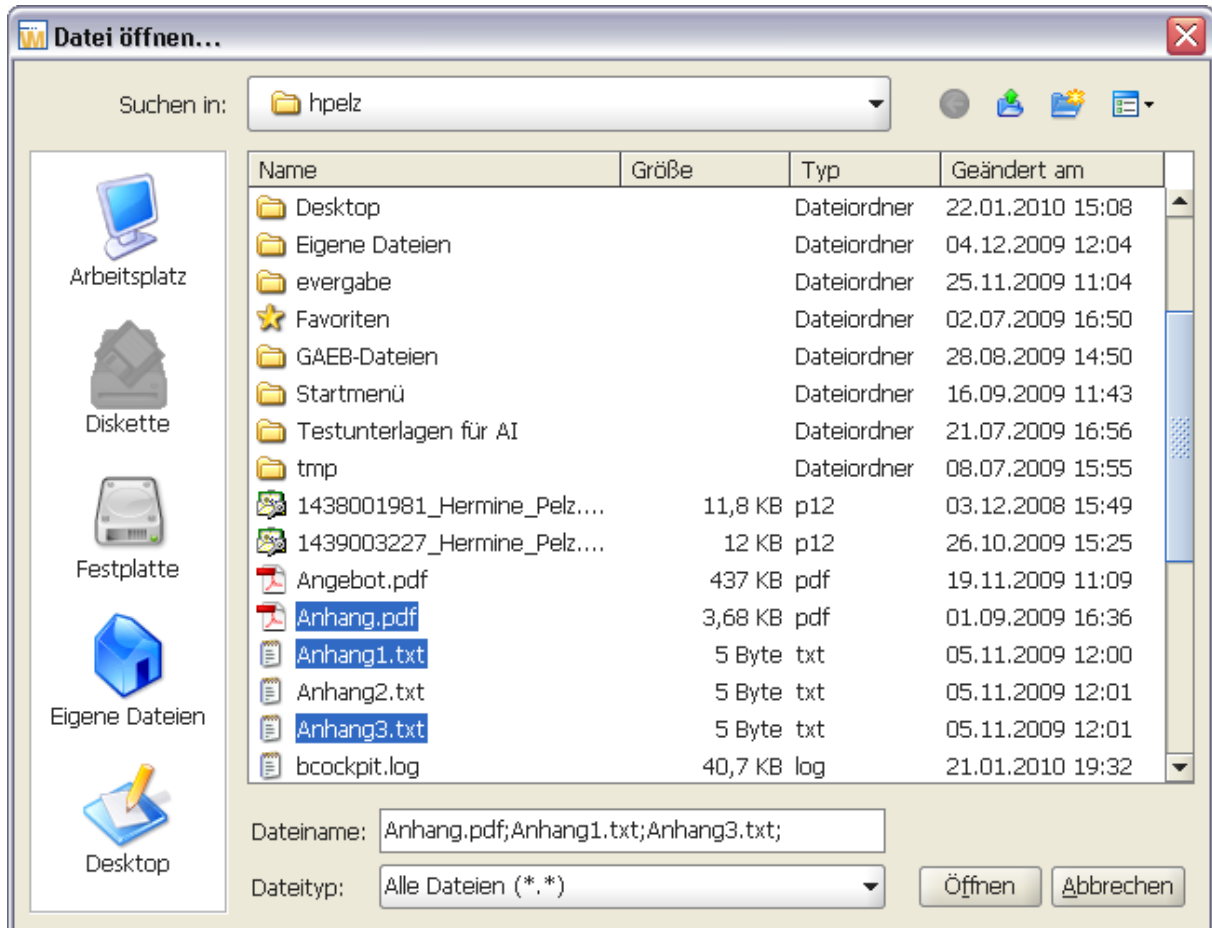 Datei öffnen...
Suchen in: hpelz
Name Größe Typ Geändert am
Desktop Dateiordner 22.01.2010 15:08
Eigene Dateien Dateiordner 04.12.2009 12:04
evergabe Dateiordner 25.11.2009 11:04
Favoriten Dateiordner 02.07.2009 16:50
GAEB-Dateien Dateiordner 28.08.2009 14:50
Startmenü Dateiordner 16.09.2009 11:43
Testunterlagen für AI Dateiordner 21.07.2009 16:56
tmp Dateiordner 08.07.2009 15:55
1438001981_Hermine_Pelz.... 11,8 KB p12 03.12.2008 15:49
1439003227_Hermine_Pelz.... 12 KB p12 26.10.2009 15:25
Angebot.pdf 437 KB pdf 19.11.2009 11:09
Anhang.pdf 3,68 KB pdf 01.09.2009 16:36
Anhang1.txt 5 Byte txt 05.11.2009 12:00
Anhang2.txt 5 Byte txt 05.11.2009 12:01
Anhang3.txt 5 Byte txt 05.11.2009 12:01
bcockpit.log 40,7 KB log 21.01.2010 19:32
Arbeitsplatz
Diskette
Festplatte
Eigene Dateien
Desktop
Dateiname: Anhang.pdf;Anhang1.txt;Anhang3.txt;
Dateityp: Alle Dateien (*.*) Öffnen Abbrechen